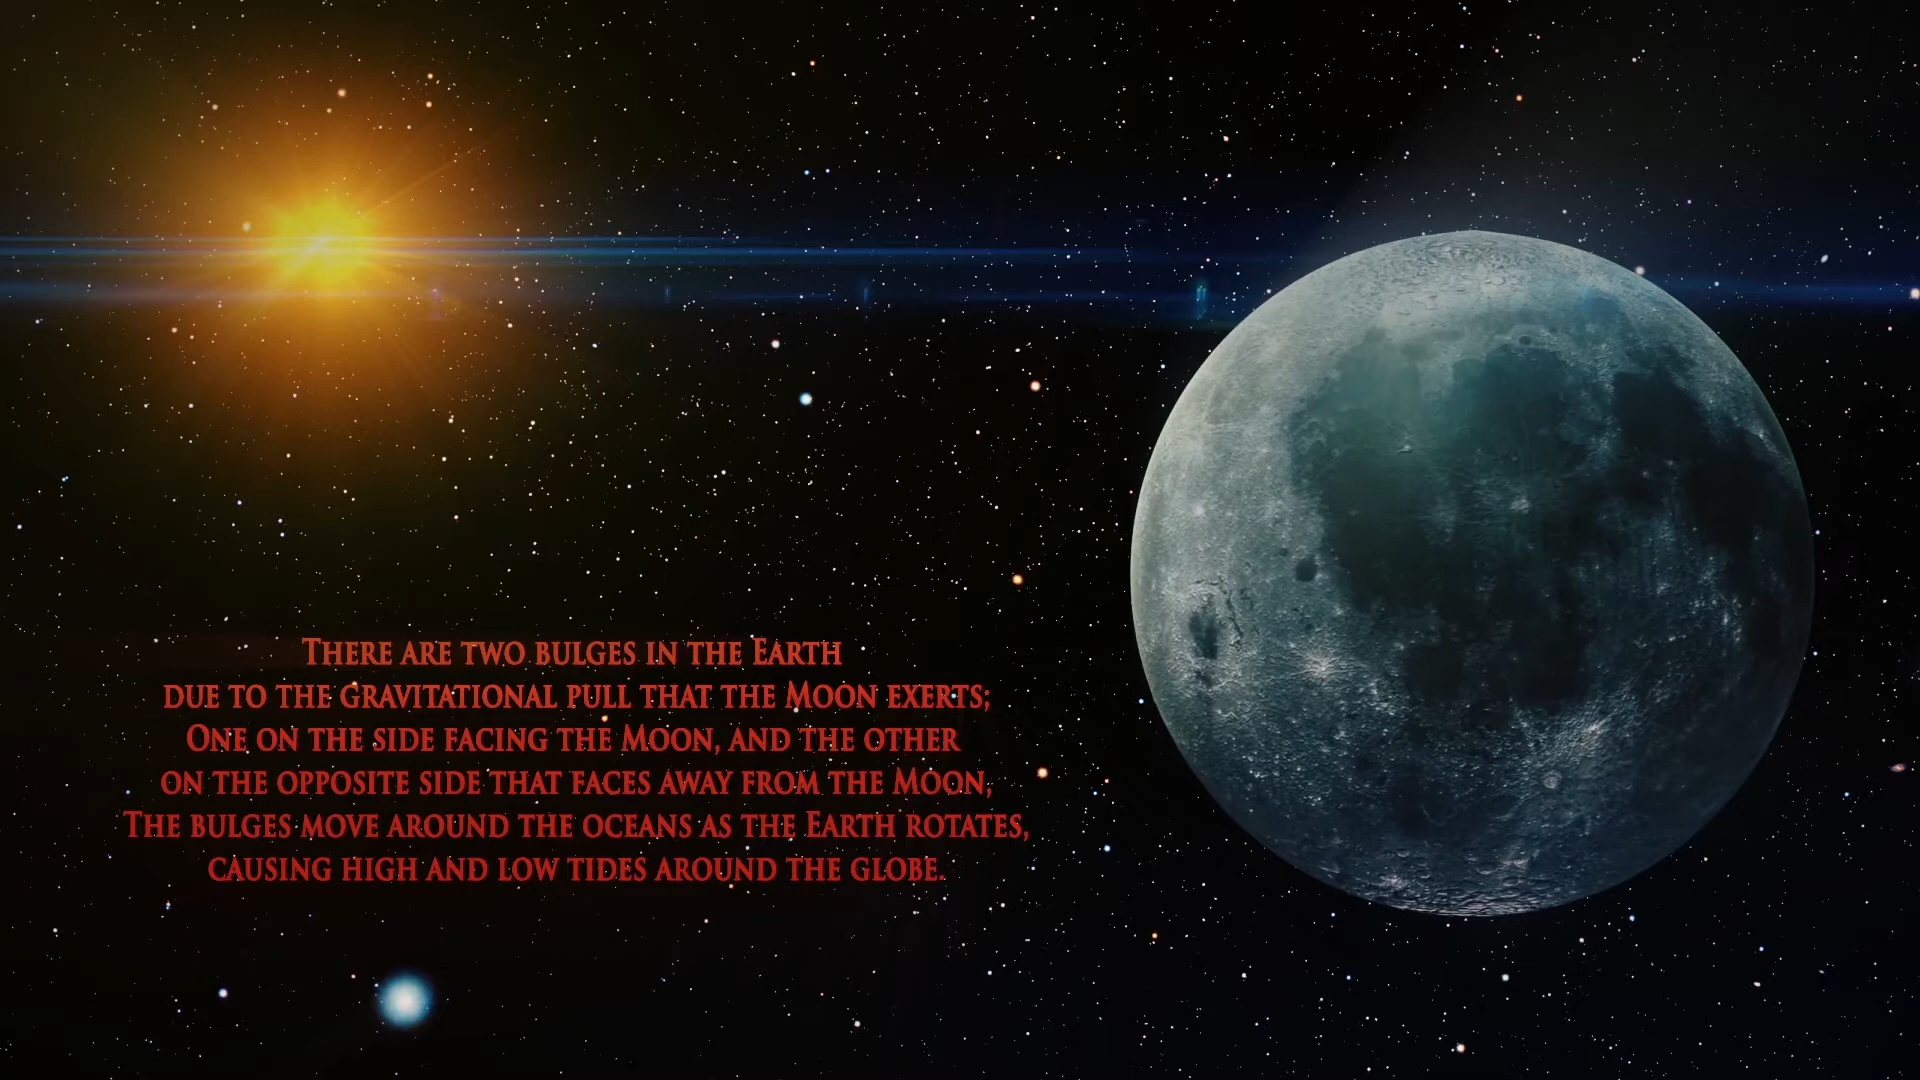 There are two bulges in the Earth
due to the gravitational pull that the Moon exerts;
One on the side facing the Moon, and the other
on the opposite side that faces away from the Moon,
The bulges move around the oceans as the Earth rotates,
causing high and low tides around the globe.